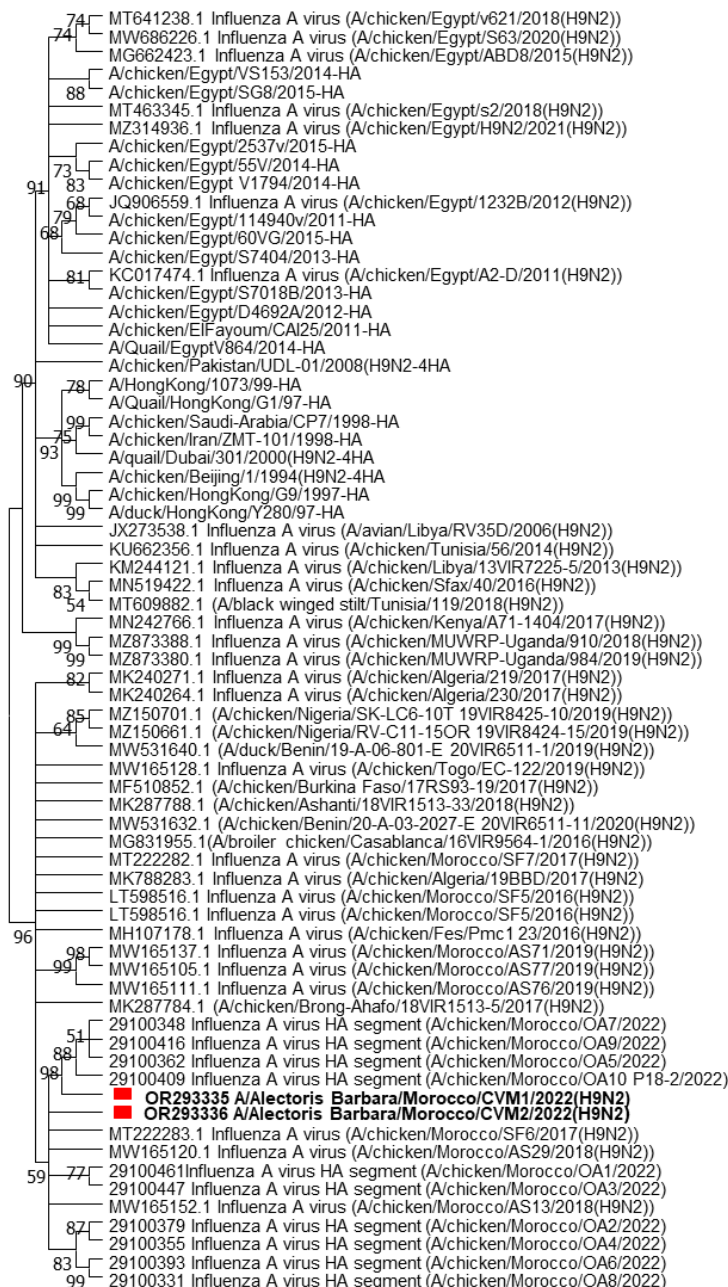 74
MT641238.1 Influenza A virus (A/chicken/Egypt/v621/2018(H9N2))
74
MW686226.1 Influenza A virus (A/chicken/Egypt/S63/2020(H9N2))
MG662423.1 Influenza A virus (A/chicken/Egypt/ABD8/2015(H9N2))
A/chicken/Egypt/VS153/2014-HA
88
A/chicken/Egypt/SG8/2015-HA
MT463345.1 Influenza A virus (A/chicken/Egypt/s2/2018(H9N2))
MZ314936.1 Influenza A virus (A/chicken/Egypt/H9N2/2021(H9N2))
A/chicken/Egypt/2537v/2015-HA
73
A/chicken/Egypt/55V/2014-HA
91
83
A/chicken/Egypt V1794/2014-HA
68
JQ906559.1 Influenza A virus (A/chicken/Egypt/1232B/2012(H9N2))
79
A/chicken/Egypt/114940v/2011-HA
68
A/chicken/Egypt/60VG/2015-HA
A/chicken/Egypt/S7404/2013-HA
81
KC017474.1 Influenza A virus (A/chicken/Egypt/A2-D/2011(H9N2))
A/chicken/Egypt/S7018B/2013-HA
A/chicken/Egypt/D4692A/2012-HA
A/chicken/ElFayoum/CAI25/2011-HA
A/Quail/EgyptV864/2014-HA
A/chicken/Pakistan/UDL-01/2008(H9N2-4HA
90
78
A/HongKong/1073/99-HA
A/Quail/HongKong/G1/97-HA
99
A/chicken/Saudi-Arabia/CP7/1998-HA
75
A/chicken/Iran/ZMT-101/1998-HA
93
A/quail/Dubai/301/2000(H9N2-4HA
A/chicken/Beijing/1/1994(H9N2-4HA
99
A/chicken/HongKong/G9/1997-HA
99
A/duck/HongKong/Y280/97-HA
JX273538.1 Influenza A virus (A/avian/Libya/RV35D/2006(H9N2))
KU662356.1 Influenza A virus (A/chicken/Tunisia/56/2014(H9N2))
KM244121.1 Influenza A virus (A/chicken/Libya/13VIR7225-5/2013(H9N2))
83
MN519422.1 Influenza A virus (A/chicken/Sfax/40/2016(H9N2))
54
MT609882.1 (A/black winged stilt/Tunisia/119/2018(H9N2))
MN242766.1 Influenza A virus (A/chicken/Kenya/A71-1404/2017(H9N2))
99
MZ873388.1 Influenza A virus (A/chicken/MUWRP-Uganda/910/2018(H9N2))
99
MZ873380.1 Influenza A virus (A/chicken/MUWRP-Uganda/984/2019(H9N2))
82
MK240271.1 Influenza A virus (A/chicken/Algeria/219/2017(H9N2))
MK240264.1 Influenza A virus (A/chicken/Algeria/230/2017(H9N2))
85
MZ150701.1 (A/chicken/Nigeria/SK-LC6-10T 19VIR8425-10/2019(H9N2))
64
MZ150661.1 (A/chicken/Nigeria/RV-C11-15OR 19VIR8424-15/2019(H9N2))
MW531640.1 (A/duck/Benin/19-A-06-801-E 20VIR6511-1/2019(H9N2))
MW165128.1 Influenza A virus (A/chicken/Togo/EC-122/2019(H9N2))
MF510852.1 (A/chicken/Burkina Faso/17RS93-19/2017(H9N2))
MK287788.1 (A/chicken/Ashanti/18VIR1513-33/2018(H9N2))
MW531632.1 (A/chicken/Benin/20-A-03-2027-E 20VIR6511-11/2020(H9N2))
MG831955.1(A/broiler chicken/Casablanca/16VIR9564-1/2016(H9N2))
MT222282.1 Influenza A virus (A/chicken/Morocco/SF7/2017(H9N2))
MK788283.1 Influenza A virus (A/chicken/Algeria/19BBD/2017(H9N2)
LT598516.1 Influenza A virus (A/chicken/Morocco/SF5/2016(H9N2))
LT598516.1 Influenza A virus (A/chicken/Morocco/SF5/2016(H9N2))
96
MH107178.1 Influenza A virus (A/chicken/Fes/Pmc1 23/2016(H9N2))
98
MW165137.1 Influenza A virus (A/chicken/Morocco/AS71/2019(H9N2))
99
MW165105.1 Influenza A virus (A/chicken/Morocco/AS77/2019(H9N2))
MW165111.1 Influenza A virus (A/chicken/Morocco/AS76/2019(H9N2))
MK287784.1 (A/chicken/Brong-Ahafo/18VIR1513-5/2017(H9N2))
29100348 Influenza A virus HA segment (A/chicken/Morocco/OA7/2022)
51
29100416 Influenza A virus HA segment (A/chicken/Morocco/OA9/2022)
88
29100362 Influenza A virus HA segment (A/chicken/Morocco/OA5/2022)
98
29100409 Influenza A virus HA segment (A/chicken/Morocco/OA10 P18-2/2022)
OR293335 A/Alectoris Barbara/Morocco/CVM1/2022(H9N2)
OR293336 A/Alectoris Barbara/Morocco/CVM2/2022(H9N2)
MT222283.1 Influenza A virus (A/chicken/Morocco/SF6/2017(H9N2))
MW165120.1 Influenza A virus (A/chicken/Morocco/AS29/2018(H9N2))
59
77
29100461Influenza A virus HA segment (A/chicken/Morocco/OA1/2022)
29100447 Influenza A virus HA segment (A/chicken/Morocco/OA3/2022)
MW165152.1 Influenza A virus (A/chicken/Morocco/AS13/2018(H9N2))
87
29100379 Influenza A virus HA segment (A/chicken/Morocco/OA2/2022)
29100355 Influenza A virus HA segment (A/chicken/Morocco/OA4/2022)
83
29100393 Influenza A virus HA segment (A/chicken/Morocco/OA6/2022)
99
29100331 Influenza A virus HA segment (A/chicken/Morocco/OA8/2022)